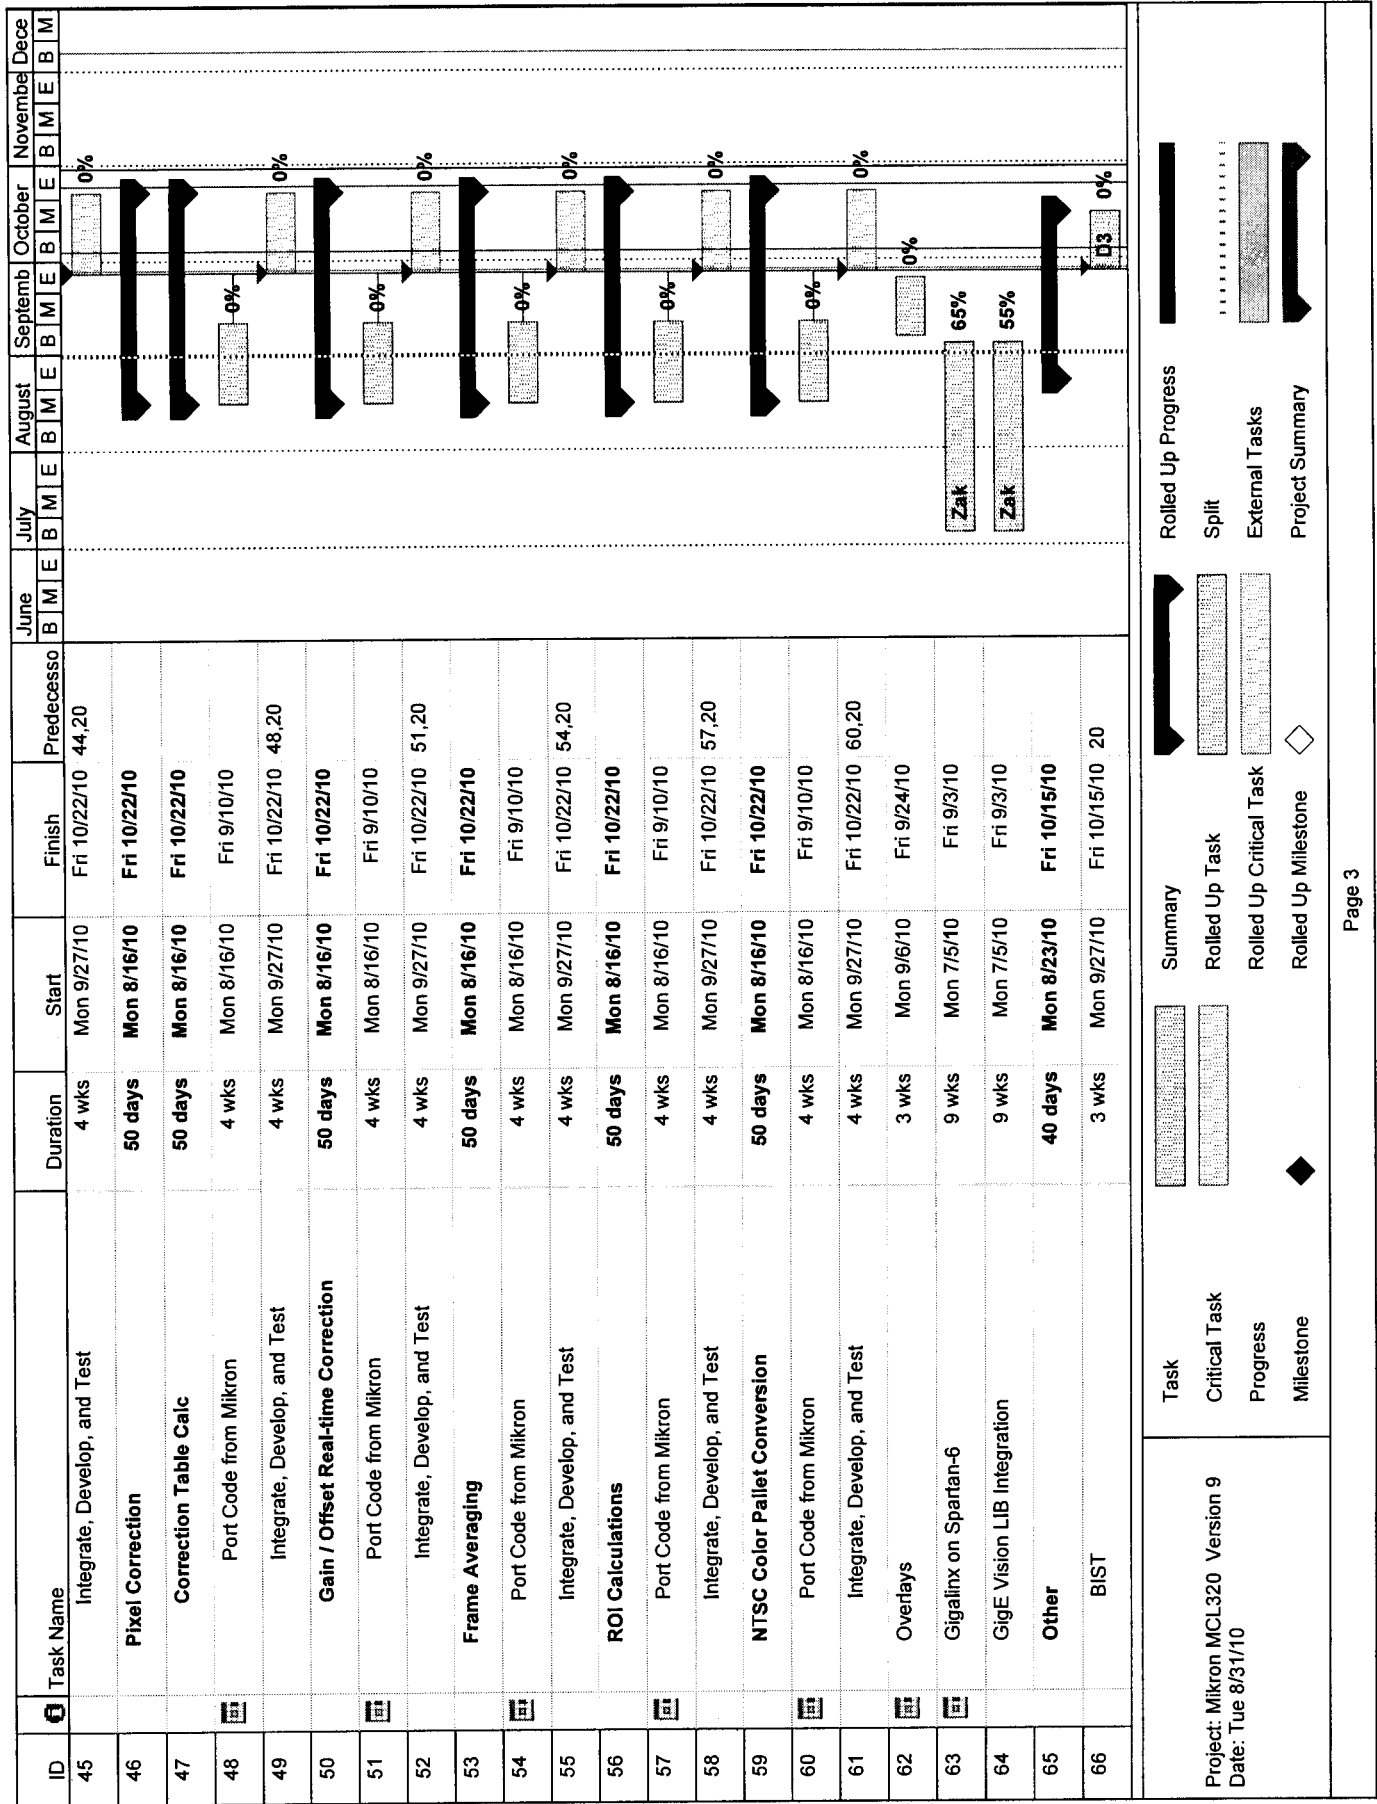 ID Task Name Duration Start Finish Predecesso June July August Septemb October Novembe Dece
B M E B M E B M E B M E B M E B M E B M
45 Integrate, Develop, and Test 4 wks Mon 9/27/10 Fri 10/22/10 44,20 0%
46 Pixel Correction 50 days Mon 8/16/10 Fri 10/22/10
47 Correction Table Calc 50 days Mon 8/16/10 Fri 10/22/10
48 Port Code from Mikron 4 wks Mon 8/16/10 Fri 9/10/10 0%
49 Integrate, Develop, and Test 4 wks Mon 9/27/10 Fri 10/22/10 48,20 0%
50 Gain / Offset Real-time Correction 50 days Mon 8/16/10 Fri 10/22/10
51 Port Code from Mikron 4 wks Mon 8/16/10 Fri 9/10/10 0%
52 Integrate, Develop, and Test 4 wks Mon 9/27/10 Fri 10/22/10 51,20 0%
53 Frame Averaging 50 days Mon 8/16/10 Fri 10/22/10
54 Port Code from Mikron 4 wks Mon 8/16/10 Fri 9/10/10 0%
55 Integrate, Develop, and Test 4 wks Mon 9/27/10 Fri 10/22/10 54,20 0%
56 ROI Calculations 50 days Mon 8/16/10 Fri 10/22/10
57 Port Code from Mikron 4 wks Mon 8/16/10 Fri 9/10/10 0%
58 Integrate, Develop, and Test 4 wks Mon 9/27/10 Fri 10/22/10 57,20 0%
59 NTSC Color Pallet Conversion 50 days Mon 8/16/10 Fri 10/22/10
60 Port Code from Mikron 4 wks Mon 8/16/10 Fri 9/10/10 0%
61 Integrate, Develop, and Test 4 wks Mon 9/27/10 Fri 10/22/10 60,20 0%
62 Overlays 3 wks Mon 9/6/10 Fri 9/24/10 0%
63 Gigalinx on Spartan-6 9 wks Mon 7/5/10 Fri 9/3/10 Zak 65%
64 GigE Vision LIB Integration 9 wks Mon 7/5/10 Fri 9/3/10 Zak 55%
65 Other 40 days Mon 8/23/10 Fri 10/15/10
66 BIST 3 wks Mon 9/27/10 Fri 10/15/10 20 D3 0%
Project: Mikron MCL320 Version 9
Date: Tue 8/31/10
Task Summary Rolled Up Progress
Critical Task Rolled Up Task Split
Progress Rolled Up Critical Task External Tasks
Milestone Rolled Up Milestone Project Summary
Page 3